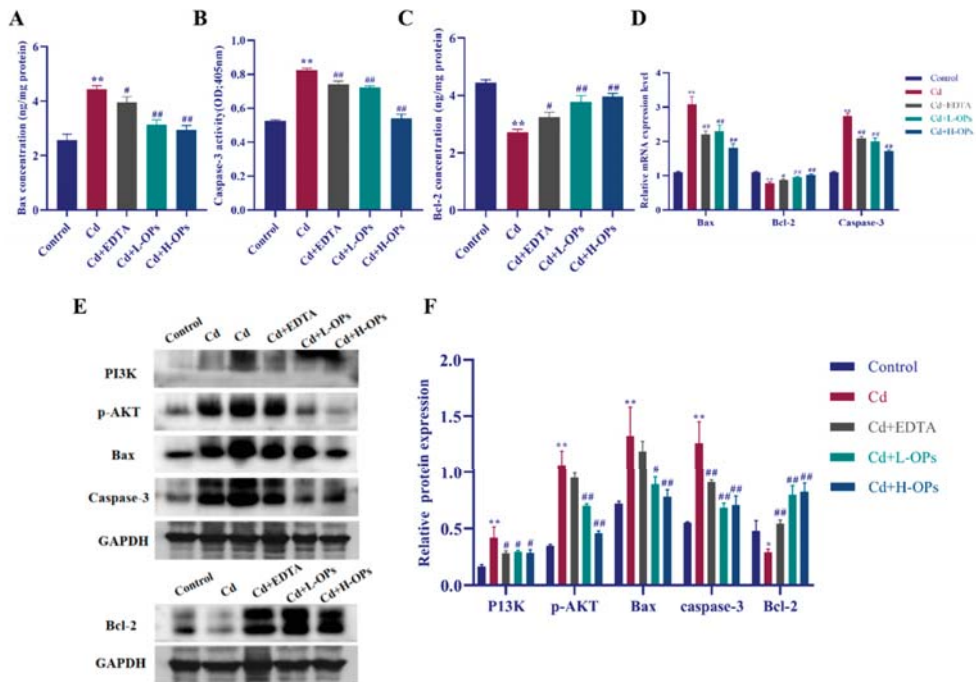 A
Bax concentration (ng/mg protein)
6
4
2
0
**
#
##
##
Control
Cd
Cd+EDTA
Cd+L-OPs
Cd+H-OPs
B
Caspase-3 activity(OD:405nm)
1.0
0.8
0.6
0.4
0.2
0.0
**
##
##
##
Control
Cd
Cd+EDTA
Cd+L-OPs
Cd+H-OPs
C
Bcl-2 concentration (ng/mg protein)
6
4
2
0
**
#
##
##
Control
Cd
Cd+EDTA
Cd+L-OPs
Cd+H-OPs
D
Relative mRNA expression level
4
3
2
1
0
**
##
##
##
**
#
##
##
**
##
##
##
Bax
Bcl-2
Caspase-3
Control
Cd
Cd+EDTA
Cd+L-OPs
Cd+H-OPs
E
Control
Cd
Cd
Cd+EDTA
Cd+L-OPs
Cd+H-OPs
PI3K
p-AKT
Bax
Caspase-3
GAPDH
Control
Cd
Cd+EDTA
Cd+L-OPs
Cd+H-OPs
Bcl-2
GAPDH
F
Relative protein expression
2.0
1.5
1.0
0.5
0.0
**
#
#
#
**
##
##
**
#
##
**
##
##
##
*
##
##
##
P13K
p-AKT
Bax
caspase-3
Bcl-2
Control
Cd
Cd+EDTA
Cd+L-OPs
Cd+H-OPs